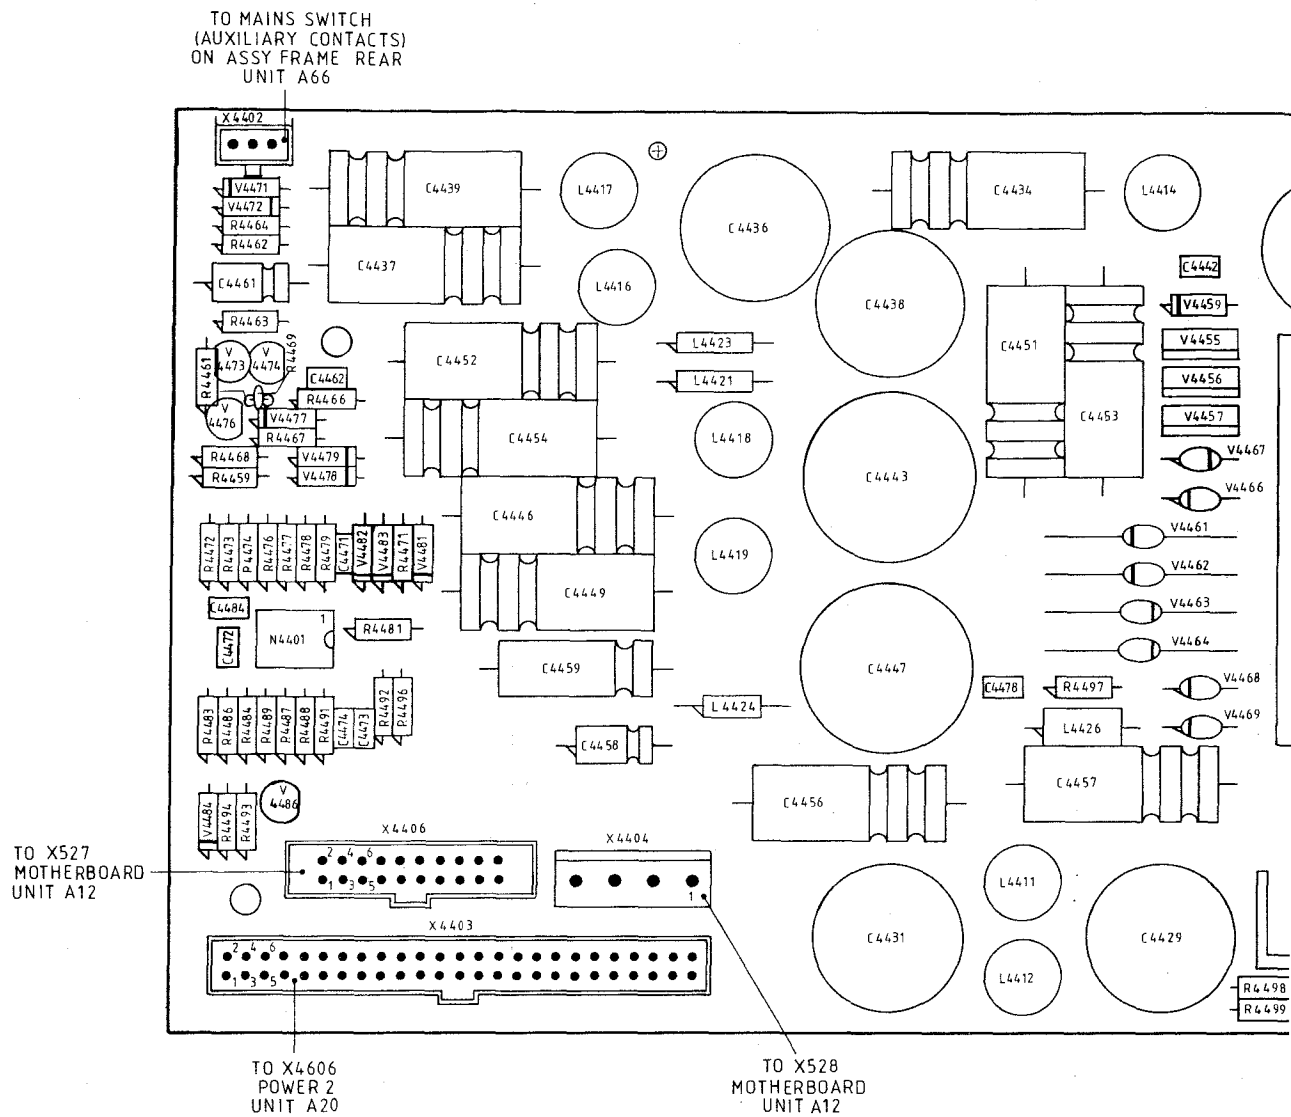 TO MAINS SWITCH
(AUXILIARY CONTACTS)
ON ASSY FRAME REAR
UNIT A66
X4402
V4471
V4472
R4464
R4462
C4461
R4463
C4439
C4437
L4417
L4416
C4436
C4438
C4434
L4414
C4442
V4459
V4455
V4456
V4457
V4467
V4466
V4461
V4462
V4463
V4464
V4468
V4469
R4461
V
4473
V
4474
R4469
C4462
R4466
V
4476
V4477
R4467
R4468
R4459
V4479
V4478
C4452
C4454
L4423
L4421
L4418
C4443
C4451
C4453
C4446
C4449
L4419
R4472
R4473
R4474
R4476
R4477
R4478
R4479
C4471
V4482
V4483
R4471
V4481
C4484
C4472
N4401
1
R4481
C4459
C4447
C4478
R4497
L4424
L4426
C4458
C4457
C4456
R4483
R4486
R4484
R4489
R4487
R4488
R4491
C4474
C4473
R4492
R4496
V4484
R4494
R4493
V
4486
X4406
2 4 6
1 3 5
X4404
1
TO X527
MOTHERBOARD
UNIT A12
X4403
2 4 6
1 3 5
C4431
L4411
L4412
C4429
R4498
R4499
TO X4606
POWER 2
UNIT A20
TO X528
MOTHERBOARD
UNIT A12